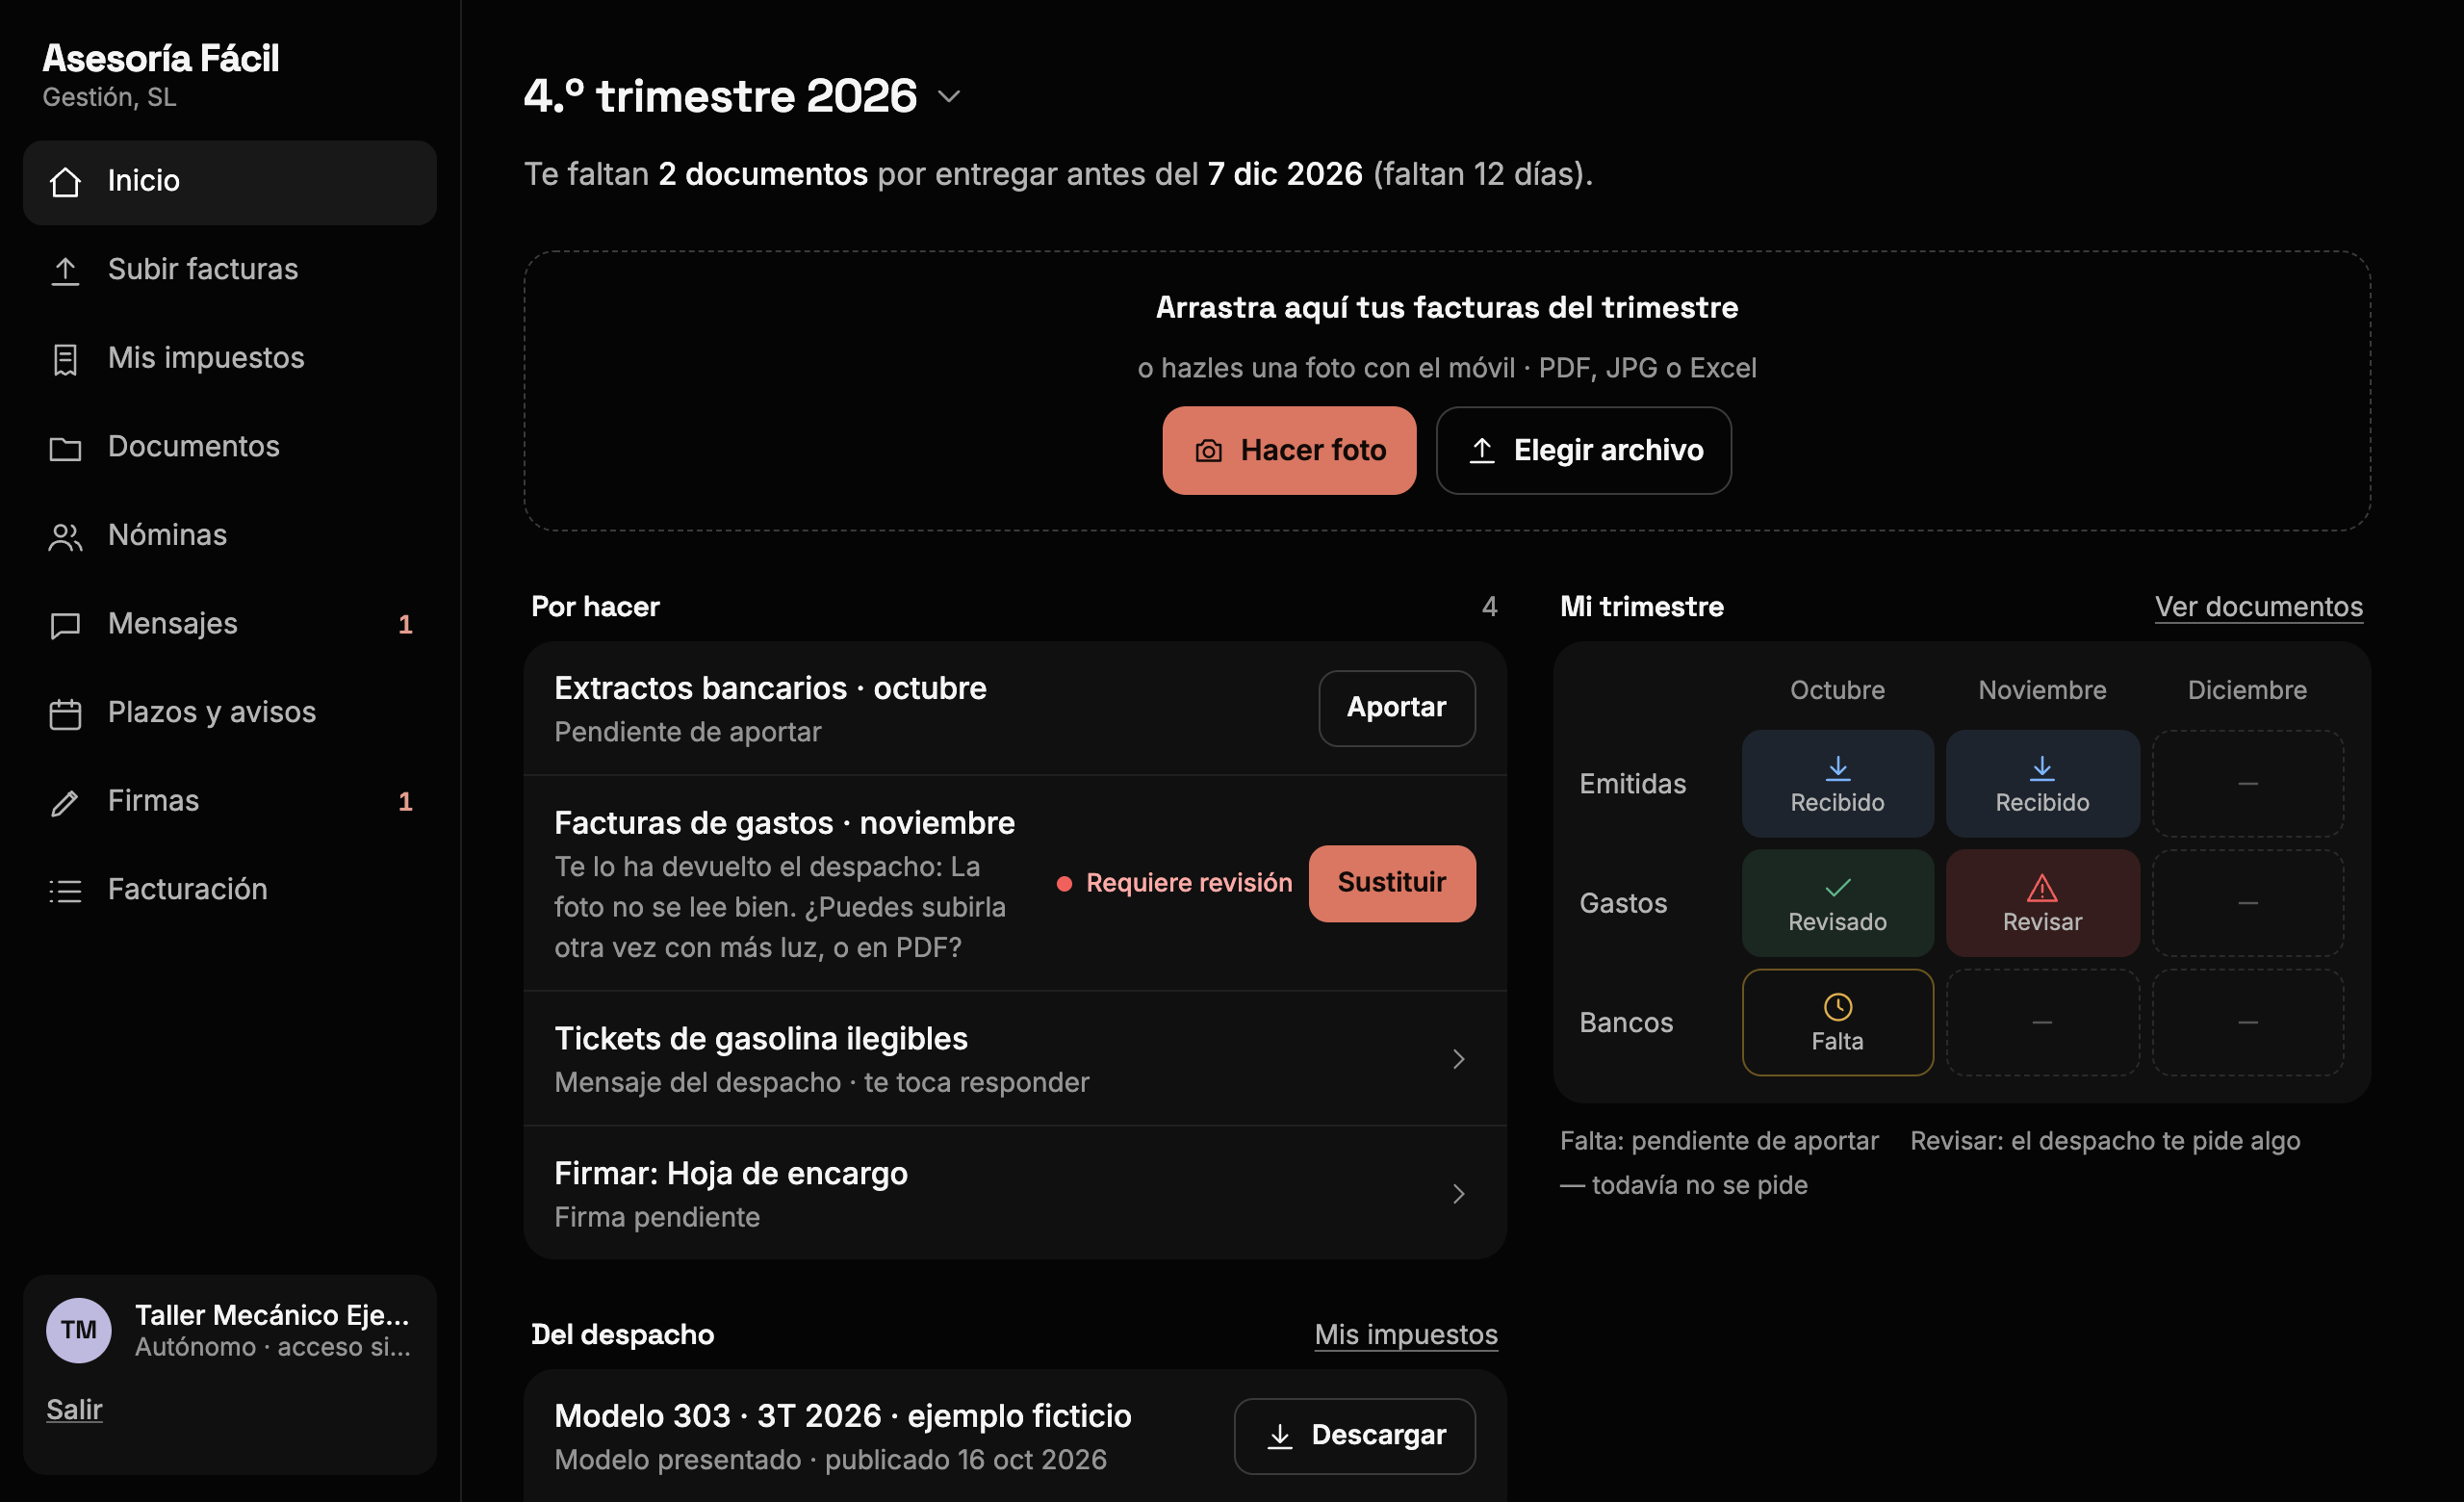 Asesoría Fácil
Gestión, SL
Inicio
Subir facturas
Mis impuestos
Documentos
Nóminas
Mensajes 1
Plazos y avisos
Firmas 1
Facturación
TM
Taller Mecánico Eje...
Autónomo · acceso si...
Salir
4.º trimestre 2026
Te faltan 2 documentos por entregar antes del 7 dic 2026 (faltan 12 días).
Arrastra aquí tus facturas del trimestre
o hazles una foto con el móvil · PDF, JPG o Excel
Hacer foto
Elegir archivo
Por hacer 4
Extractos bancarios · octubre
Pendiente de aportar
Aportar
Facturas de gastos · noviembre
Te lo ha devuelto el despacho: La
foto no se lee bien. ¿Puedes subirla
otra vez con más luz, o en PDF?
Requiere revisión
Sustituir
Tickets de gasolina ilegibles
Mensaje del despacho · te toca responder
Firmar: Hoja de encargo
Firma pendiente
Del despacho
Mis impuestos
Modelo 303 · 3T 2026 · ejemplo ficticio
Modelo presentado · publicado 16 oct 2026
Descargar
Mi trimestre
Ver documentos
Octubre Noviembre Diciembre
Emitidas Recibido Recibido —
Gastos Revisado Revisar —
Bancos Falta — —
Falta: pendiente de aportar Revisar: el despacho te pide algo
— todavía no se pide